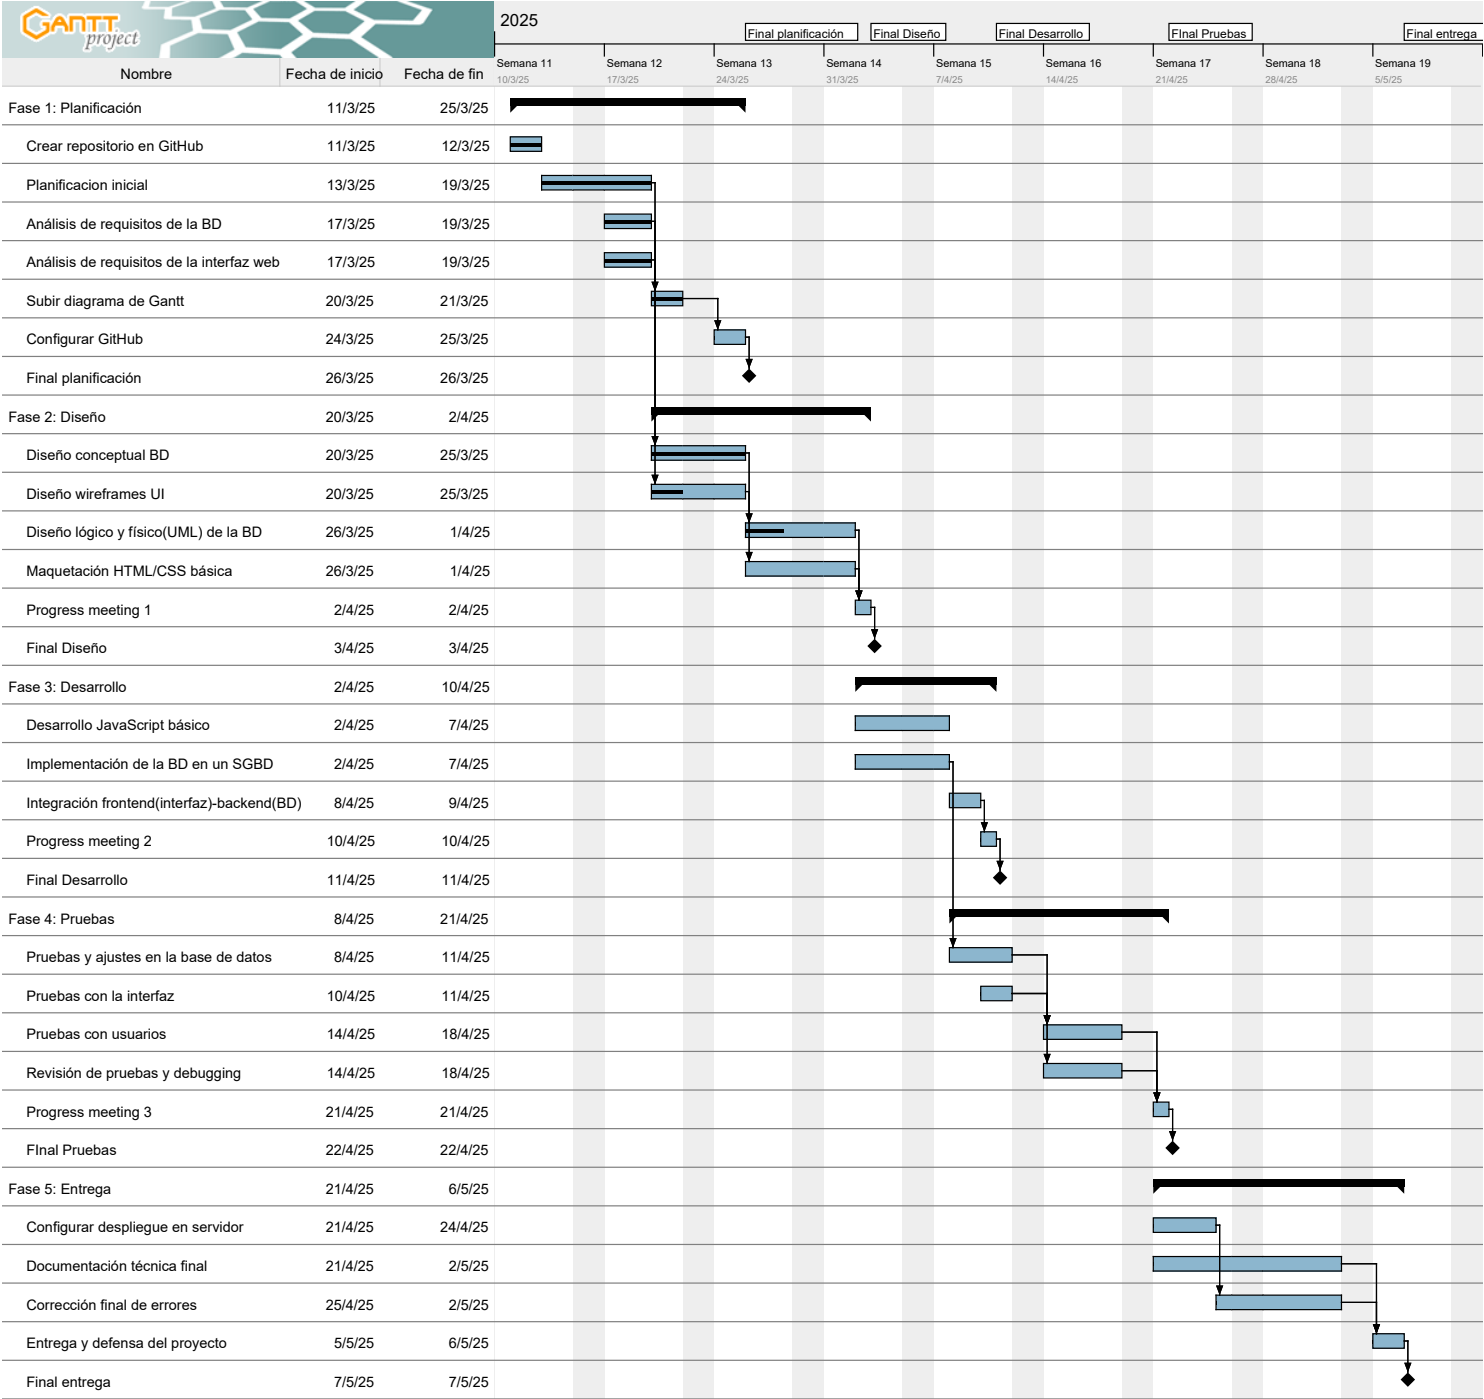 GANTT
project
2025
Final planificación Final Diseño Final Desarrollo FInal Pruebas Final entrega
Semana 11 Semana 12 Semana 13 Semana 14 Semana 15 Semana 16 Semana 17 Semana 18 Semana 19
Nombre Fecha de inicio Fecha de fin 10/3/25 17/3/25 24/3/25 31/3/25 7/4/25 14/4/25 21/4/25 28/4/25 5/5/25
Fase 1: Planificación 11/3/25 25/3/25
Crear repositorio en GitHub 11/3/25 12/3/25
Planificacion inicial 13/3/25 19/3/25
Análisis de requisitos de la BD 17/3/25 19/3/25
Análisis de requisitos de la interfaz web 17/3/25 19/3/25
Subir diagrama de Gantt 20/3/25 21/3/25
Configurar GitHub 24/3/25 25/3/25
Final planificación 26/3/25 26/3/25
Fase 2: Diseño 20/3/25 2/4/25
Diseño conceptual BD 20/3/25 25/3/25
Diseño wireframes UI 20/3/25 25/3/25
Diseño lógico y físico(UML) de la BD 26/3/25 1/4/25
Maquetación HTML/CSS básica 26/3/25 1/4/25
Progress meeting 1 2/4/25 2/4/25
Final Diseño 3/4/25 3/4/25
Fase 3: Desarrollo 2/4/25 10/4/25
Desarrollo JavaScript básico 2/4/25 7/4/25
Implementación de la BD en un SGBD 2/4/25 7/4/25
Integración frontend(interfaz)-backend(BD) 8/4/25 9/4/25
Progress meeting 2 10/4/25 10/4/25
Final Desarrollo 11/4/25 11/4/25
Fase 4: Pruebas 8/4/25 21/4/25
Pruebas y ajustes en la base de datos 8/4/25 11/4/25
Pruebas con la interfaz 10/4/25 11/4/25
Pruebas con usuarios 14/4/25 18/4/25
Revisión de pruebas y debugging 14/4/25 18/4/25
Progress meeting 3 21/4/25 21/4/25
FInal Pruebas 22/4/25 22/4/25
Fase 5: Entrega 21/4/25 6/5/25
Configurar despliegue en servidor 21/4/25 24/4/25
Documentación técnica final 21/4/25 2/5/25
Corrección final de errores 25/4/25 2/5/25
Entrega y defensa del proyecto 5/5/25 6/5/25
Final entrega 7/5/25 7/5/25